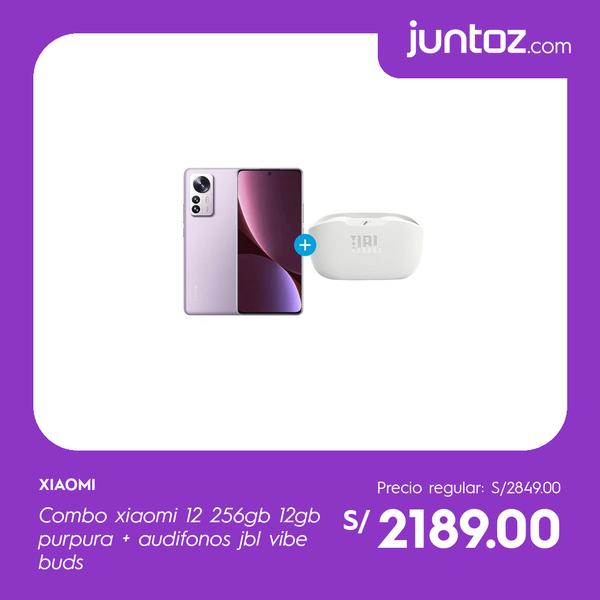 juntoz.com
JBL
XIAOMI
Combo xiaomi 12 256gb 12gb
purpura + audifonos jbl vibe
buds
Precio regular: S/2849.00
S/ 2189.00